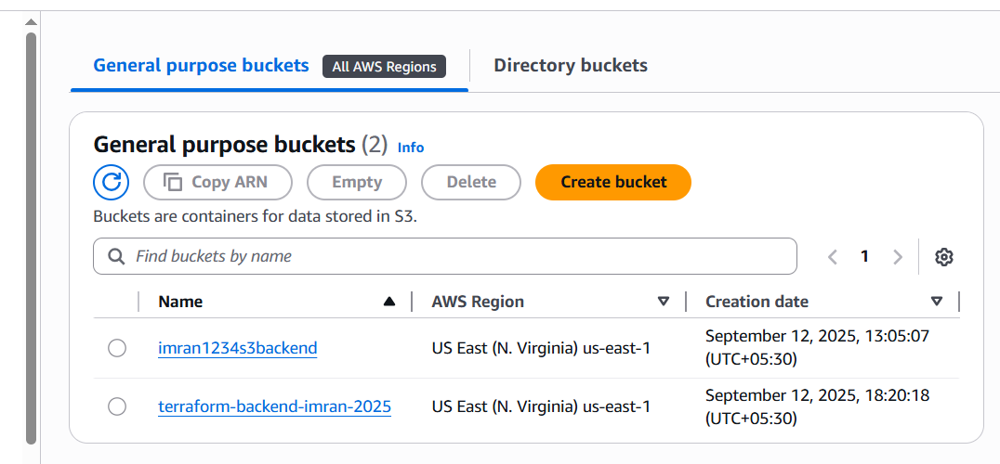 General purpose buckets All AWS Regions Directory buckets
General purpose buckets (2) Info
Copy ARN Empty Delete Create bucket
Buckets are containers for data stored in S3.
Find buckets by name 1
Name AWS Region Creation date
imran1234s3backend US East (N. Virginia) us-east-1 September 12, 2025, 13:05:07
(UTC+05:30)
terraform-backend-imran-2025 US East (N. Virginia) us-east-1 September 12, 2025, 18:20:18
(UTC+05:30)